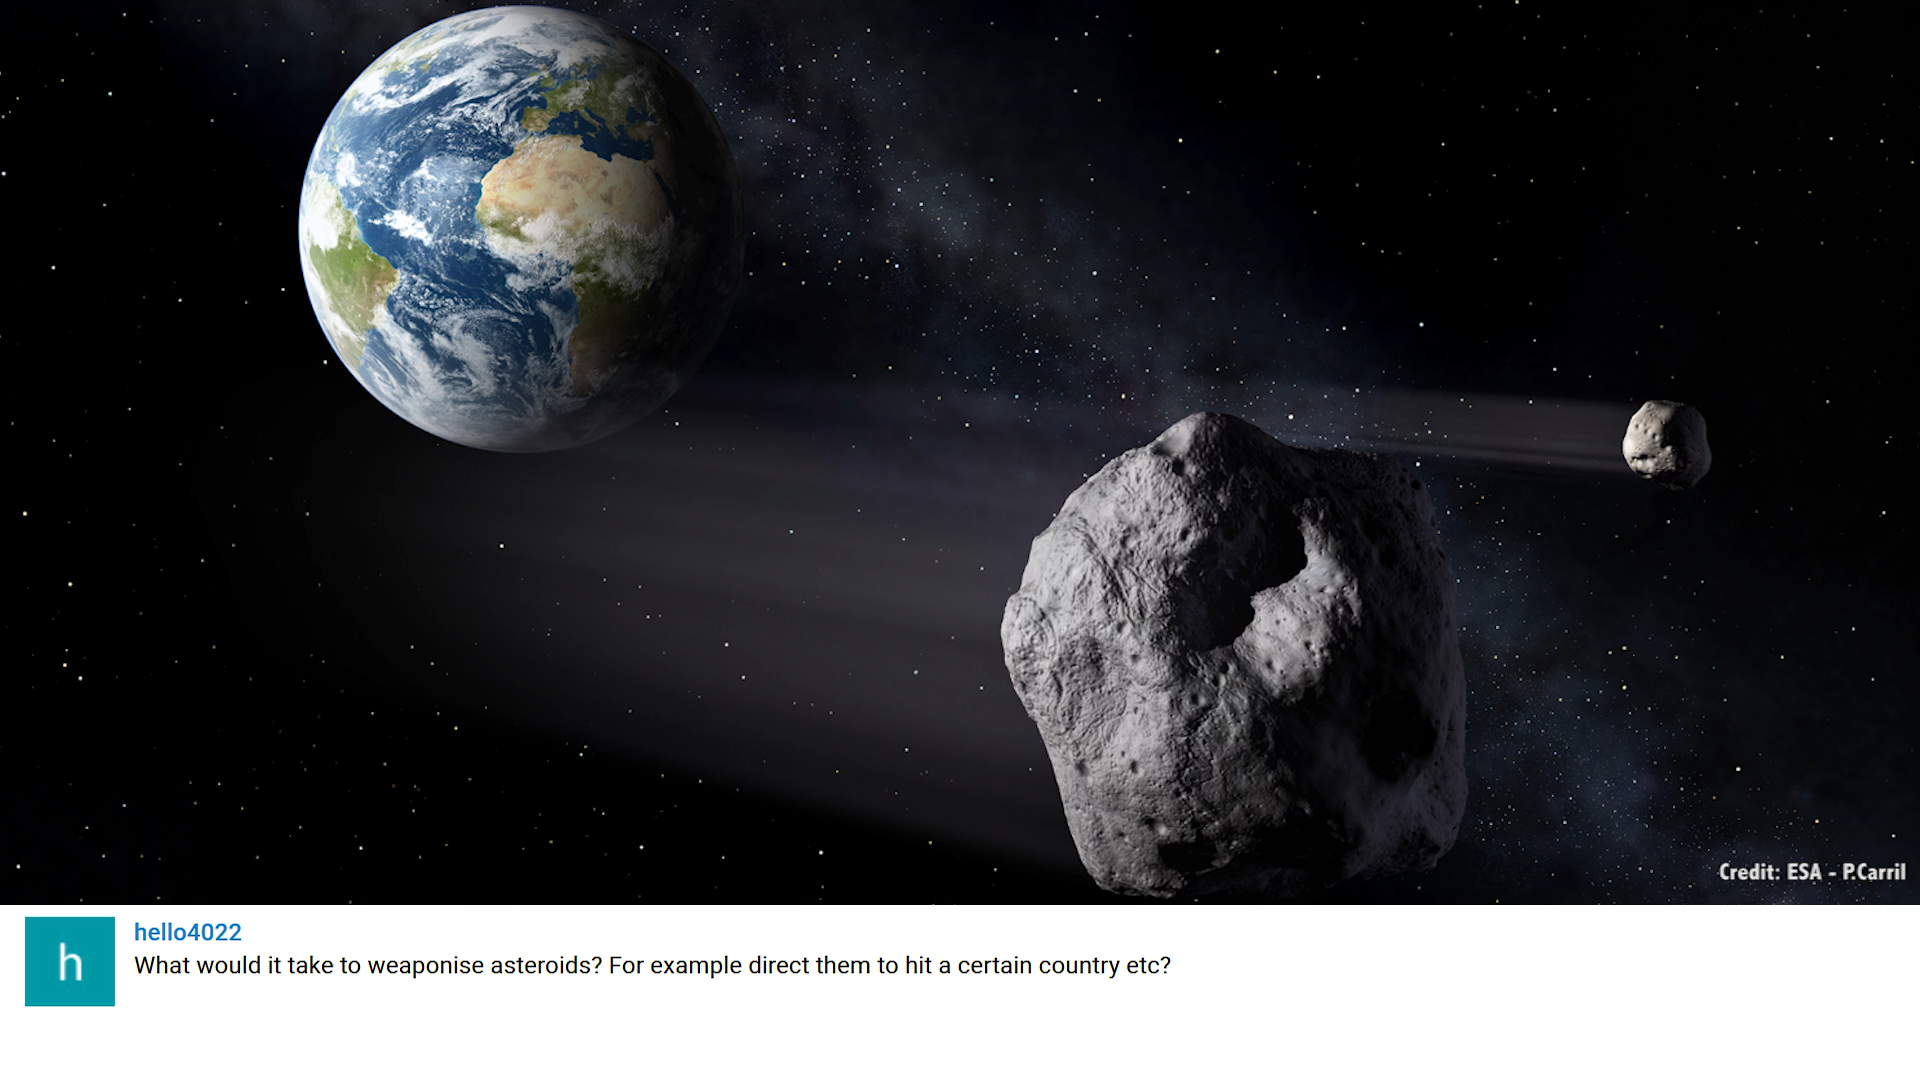 Credit: ESA - P.Carril
h
hello4022
What would it take to weaponise asteroids? For example direct them to hit a certain country etc?